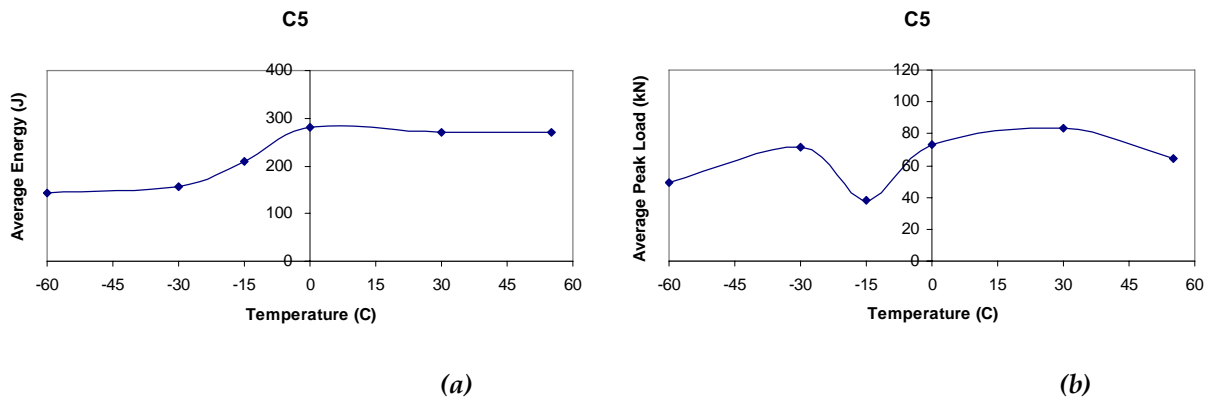 C5
400
300
200
100
0
Average Energy (J)
-60 -45 -30 -15 0 15 30 45 60
Temperature (C)
(a)
C5
120
100
80
60
40
20
0
Average Peak Load (kN)
-60 -45 -30 -15 0 15 30 45 60
Temperature (C)
(b)